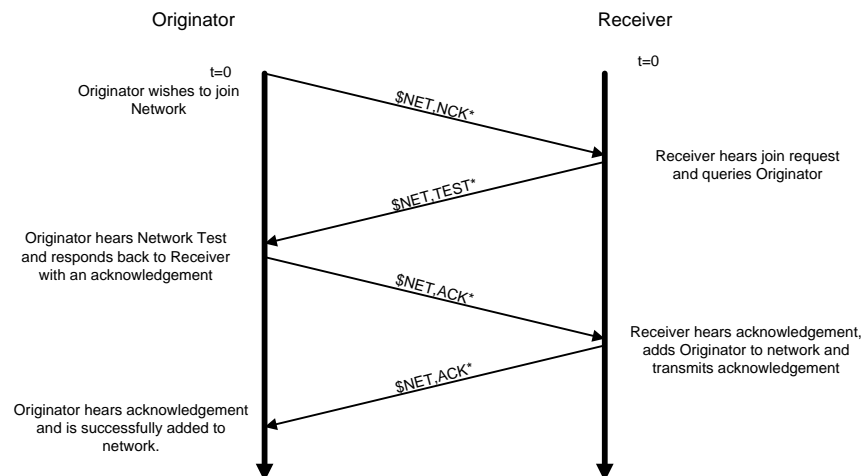 Originator
Receiver
t=0
t=0
Originator wishes to join
Network
$NET,NCK*
Receiver hears join request
and queries Originator
$NET,TEST*
Originator hears Network Test
and responds back to Receiver
with an acknowledgement
$NET,ACK*
Receiver hears acknowledgement,
adds Originator to network and
transmits acknowledgement
$NET,ACK*
Originator hears acknowledgement
and is successfully added to
network.